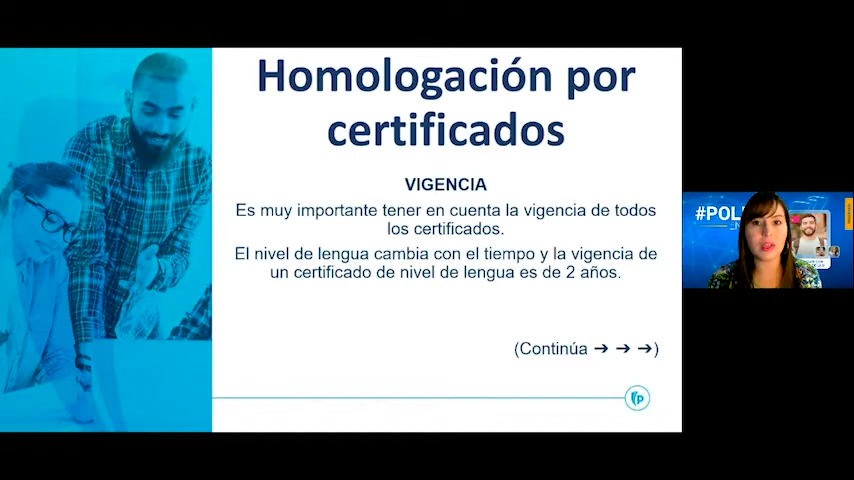 Homologación por
certificados
VIGENCIA
Es muy importante tener en cuenta la vigencia de todos
los certificados.
El nivel de lengua cambia con el tiempo y la vigencia de
un certificado de nivel de lengua es de 2 años.
(Continúa ➔ ➔ ➔)
p
#POL